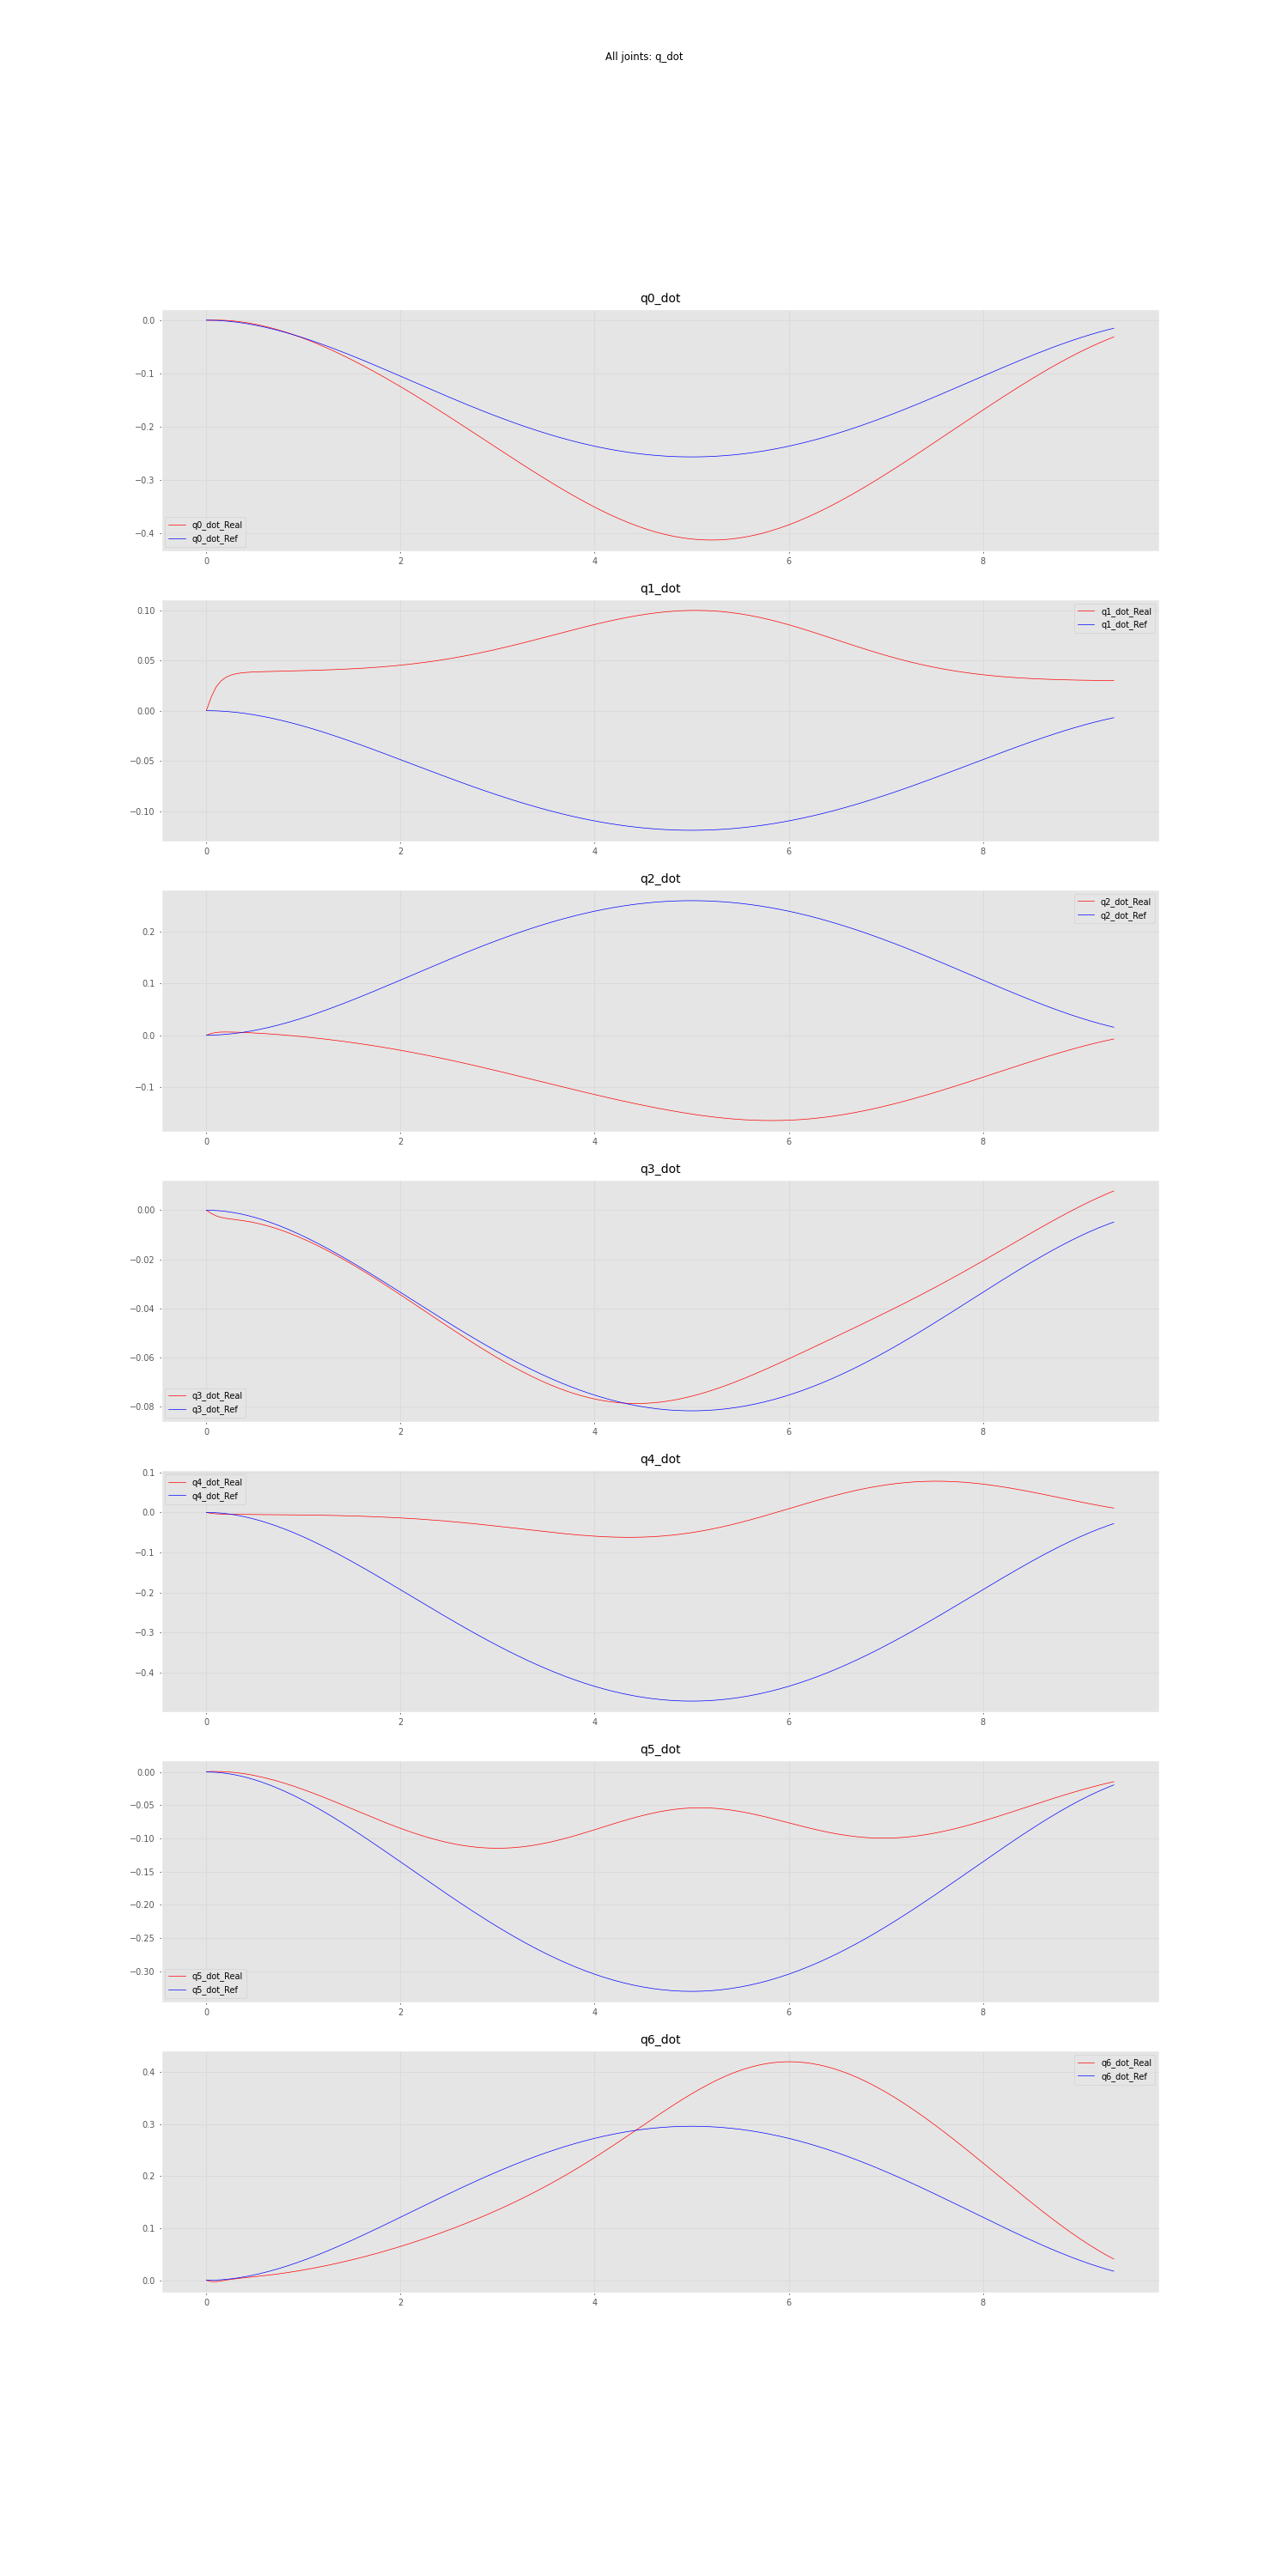 All joints: q_dot
q0_dot
0.0
−0.1
−0.2
−0.3
−0.4
q0_dot_Real
q0_dot_Ref
0 2 4 6 8
q1_dot
0.10
0.05
0.00
−0.05
−0.10
q1_dot_Real
q1_dot_Ref
0 2 4 6 8
q2_dot
0.2
0.1
0.0
−0.1
q2_dot_Real
q2_dot_Ref
0 2 4 6 8
q3_dot
0.00
−0.02
−0.04
−0.06
−0.08
q3_dot_Real
q3_dot_Ref
0 2 4 6 8
q4_dot
0.1
0.0
−0.1
−0.2
−0.3
−0.4
q4_dot_Real
q4_dot_Ref
0 2 4 6 8
q5_dot
0.00
−0.05
−0.10
−0.15
−0.20
−0.25
−0.30
q5_dot_Real
q5_dot_Ref
0 2 4 6 8
q6_dot
0.4
0.3
0.2
0.1
0.0
q6_dot_Real
q6_dot_Ref
0 2 4 6 8